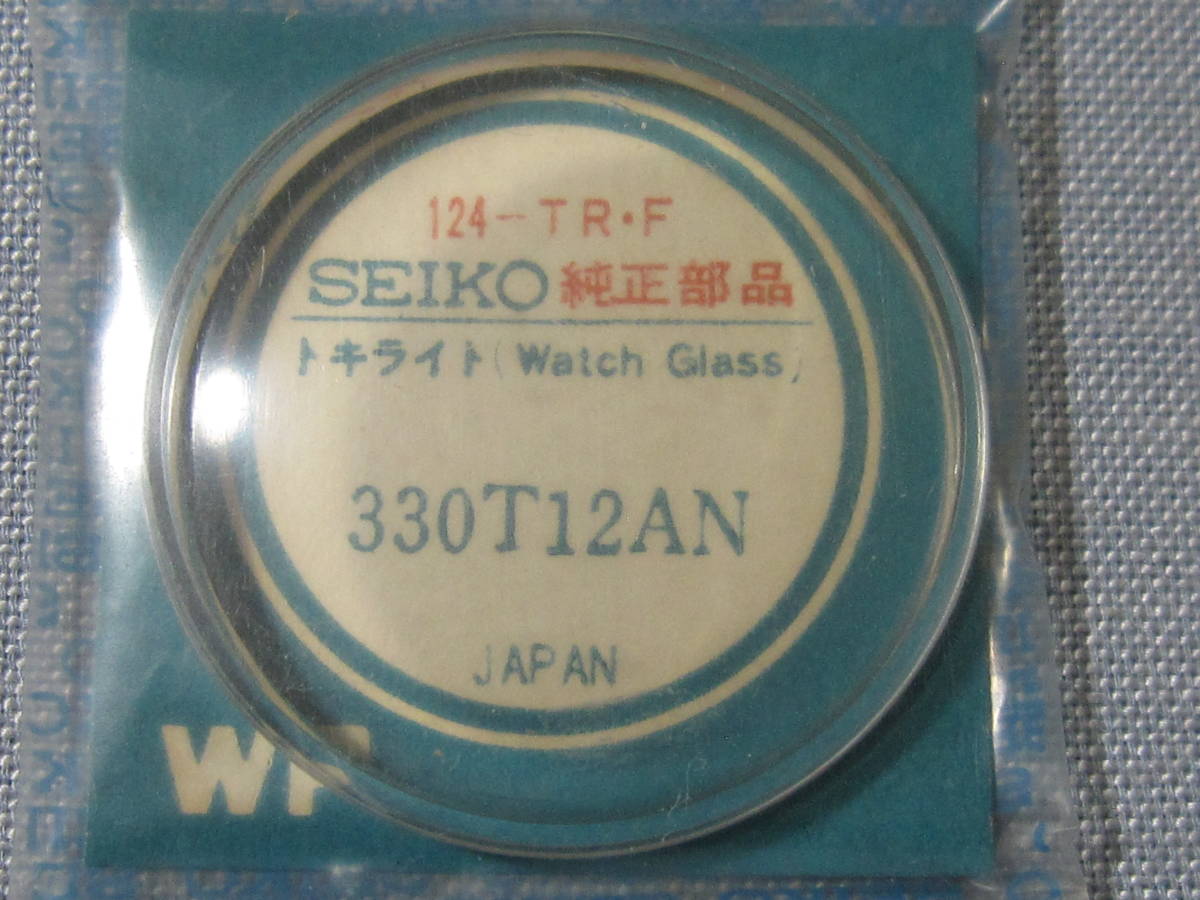 124-TR・F
SEIKO 純正部品
トキライト(Watch Glass)
330T12AN
JAPAN